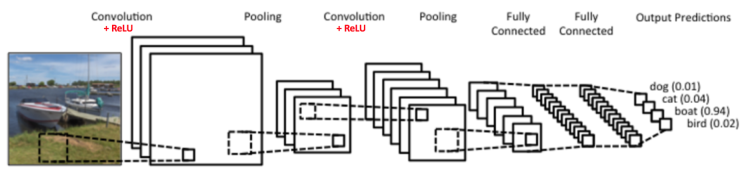 Convolution
+ ReLU
Pooling
Convolution
+ ReLU
Pooling
Fully
Connected
Fully
Connected
Output Predictions
dog (0.01)
cat (0.04)
boat (0.94)
bird (0.02)